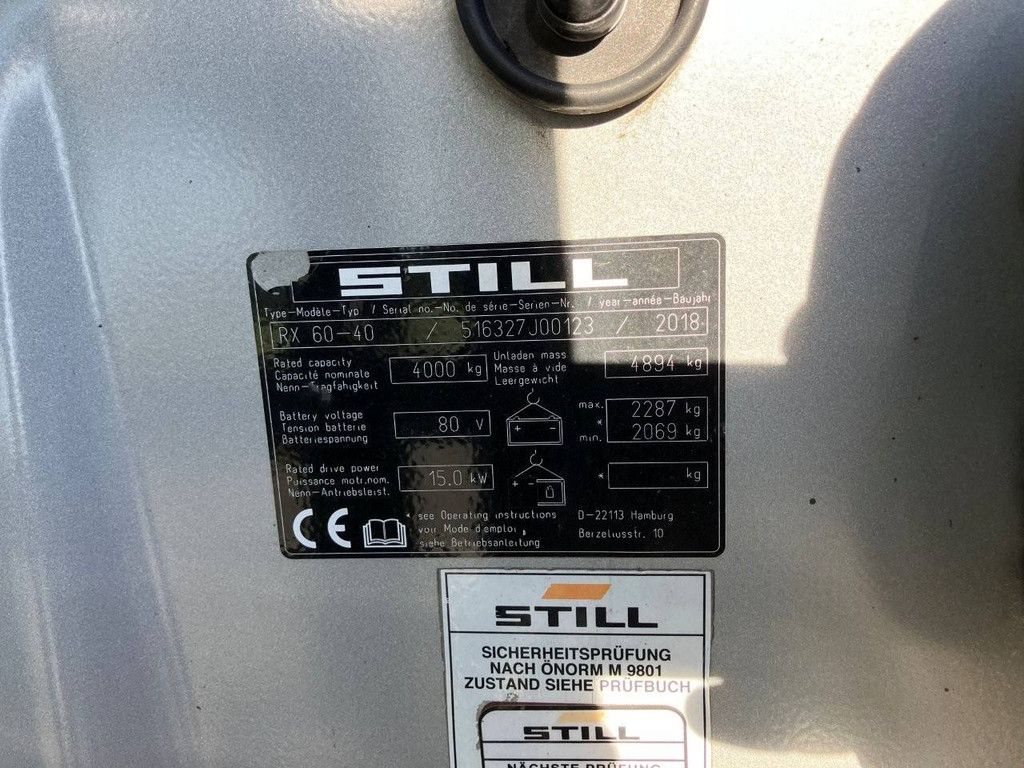 STILL
Type-Modèle-Typ / Serial no.-No. de série-Serien-Nr. / year-année-Baujahr
RX 60-40 / 516327J00123 / 2018
Rated capacity
Capacité nominale
Nenn-Tragfähigkeit
4000 kg
Unladen mass
Masse à vide
Leergewicht
4894 kg
Battery voltage
Tension batterie
Batteriespannung
80 V
+ -
max. 2287 kg
*
min. 2069 kg
Rated drive power
Puissance motr.nom.
Nenn-Antriebsleist.
15.0 kW
+ -
* kg
CE
* see Operating instructions
voir Mode d'emploi
siehe Betriebsanleitung
D-22113 Hamburg
Berzeliusstr. 10
STILL
SICHERHEITSPRÜFUNG
NACH ÖNORM M 9801
ZUSTAND SIEHE PRÜFBUCH
STILL
NÄCHSTE PRÜFUNG